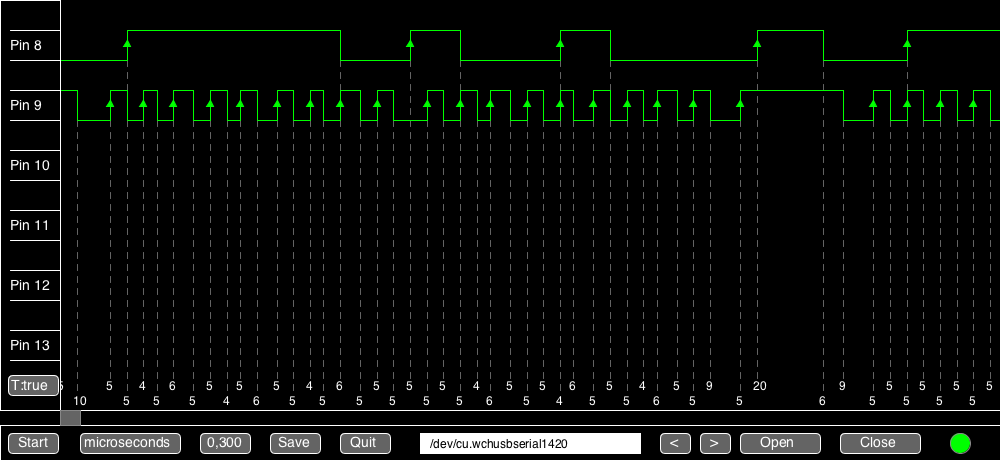 Pin 8
Pin 9
Pin 10
Pin 11
Pin 12
Pin 13
T:true 5 4 6 5 5 5 4 6 5 5 5 4 5 5 6 5 4 5 9 20 9 5 5 5 5
10 5 5 5 4 6 5 5 5 5 5 5 6 5 4 5 5 6 5 5 6 5 5 5 5
Start microseconds 0,300 Save Quit /dev/cu.wchusbserial1420 < > Open Close